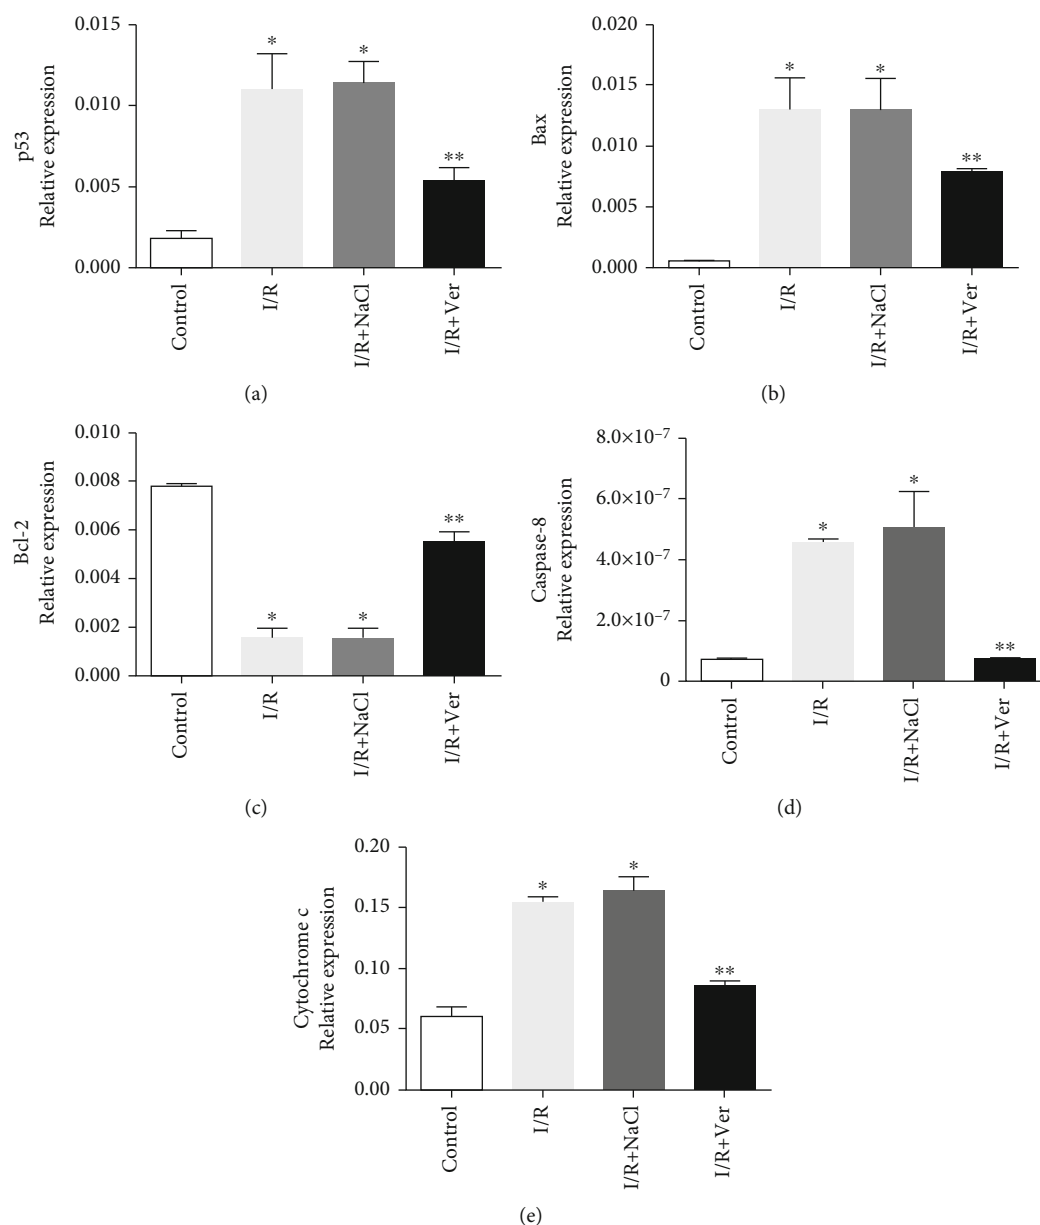 0.015
0.010
0.005
0.000
p53
Relative expression
*
*
**
Control
I/R
I/R+NaCl
I/R+Ver
(a)
0.020
0.015
0.010
0.005
0.000
Bax
Relative expression
*
*
**
Control
I/R
I/R+NaCl
I/R+Ver
(b)
0.010
0.008
0.006
0.004
0.002
0.000
Bcl-2
Relative expression
*
*
**
Control
I/R
I/R+NaCl
I/R+Ver
(c)
8.0×10⁻⁷
6.0×10⁻⁷
4.0×10⁻⁷
2.0×10⁻⁷
0
Caspase-8
Relative expression
*
*
**
Control
I/R
I/R+NaCl
I/R+Ver
(d)
0.20
0.15
0.10
0.05
0.00
Cytochrome c
Relative expression
*
*
**
Control
I/R
I/R+NaCl
I/R+Ver
(e)